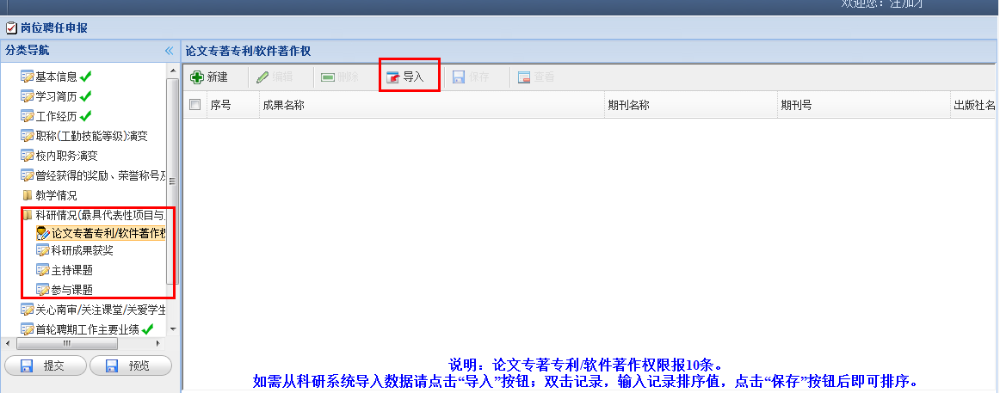 欢迎您：汪加才
岗位聘任申报
分类导航
论文专著专利/软件著作权
新建 编辑 删除 导入 保存 查看
序号 成果名称 期刊名称 期刊号 出版社名
基本信息
学习简历
工作经历
职称(工勤技能等级)演变
校内职务演变
曾经获得的奖励、荣誉称号及
教学情况
科研情况(最具代表性项目与
论文专著专利/软件著作权
科研成果获奖
主持课题
参与课题
关心南审/关注课堂/关爱学生
首轮聘期工作主要业绩
提交 预览
说明：论文专著专利/软件著作权限报10条。
如需从科研系统导入数据请点击“导入”按钮；双击记录，输入记录排序值，点击“保存”按钮后即可排序。